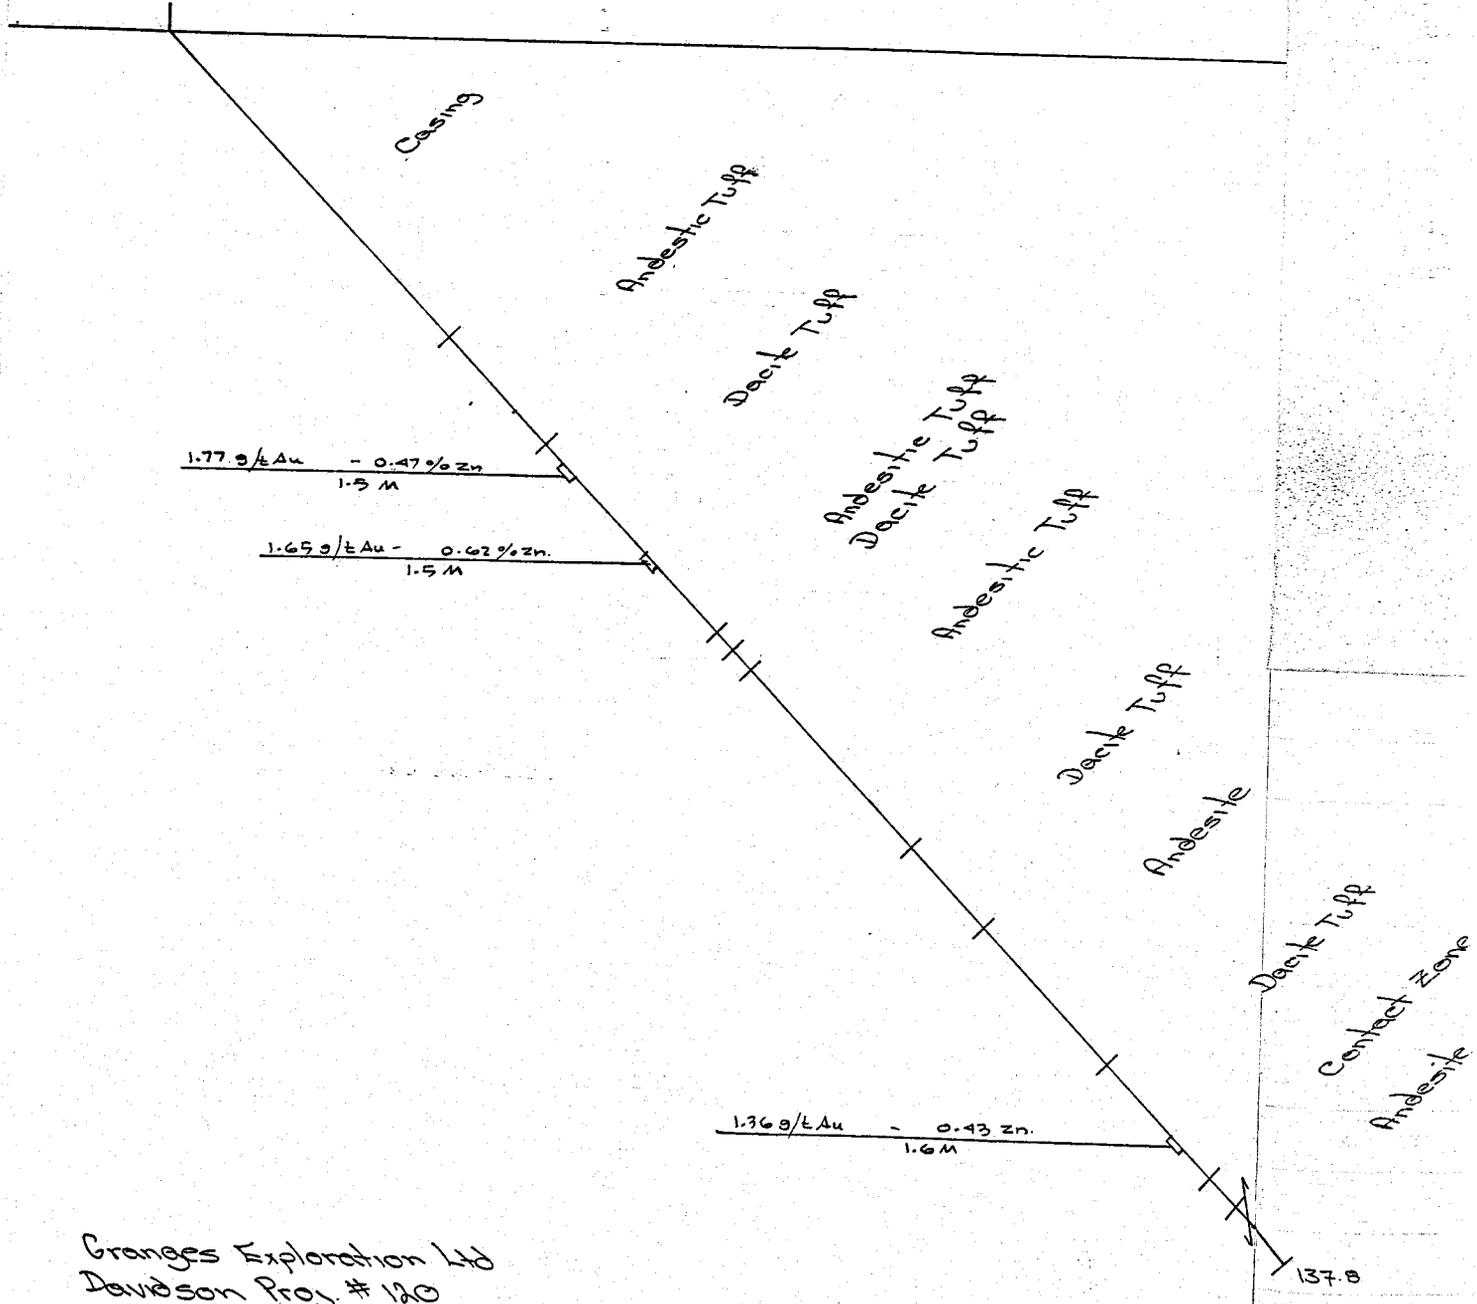 Casing
Andestic Tuff
Dacite Tuff
Andesitic Tuff
Dacite Tuff
1.77 g/t Au - 0.47% Zn
1.5 M
Andesitic Tuff
1.65 g/t Au - 0.62% Zn.
1.5 M
Dacite Tuff
Andesite
Dacite Tuff
Contact Zone
Andesite
1.36 g/t Au - 0.43 Zn.
1.6 M
137.8
Granges Exploration Ltd
Davidson Proj. # 120